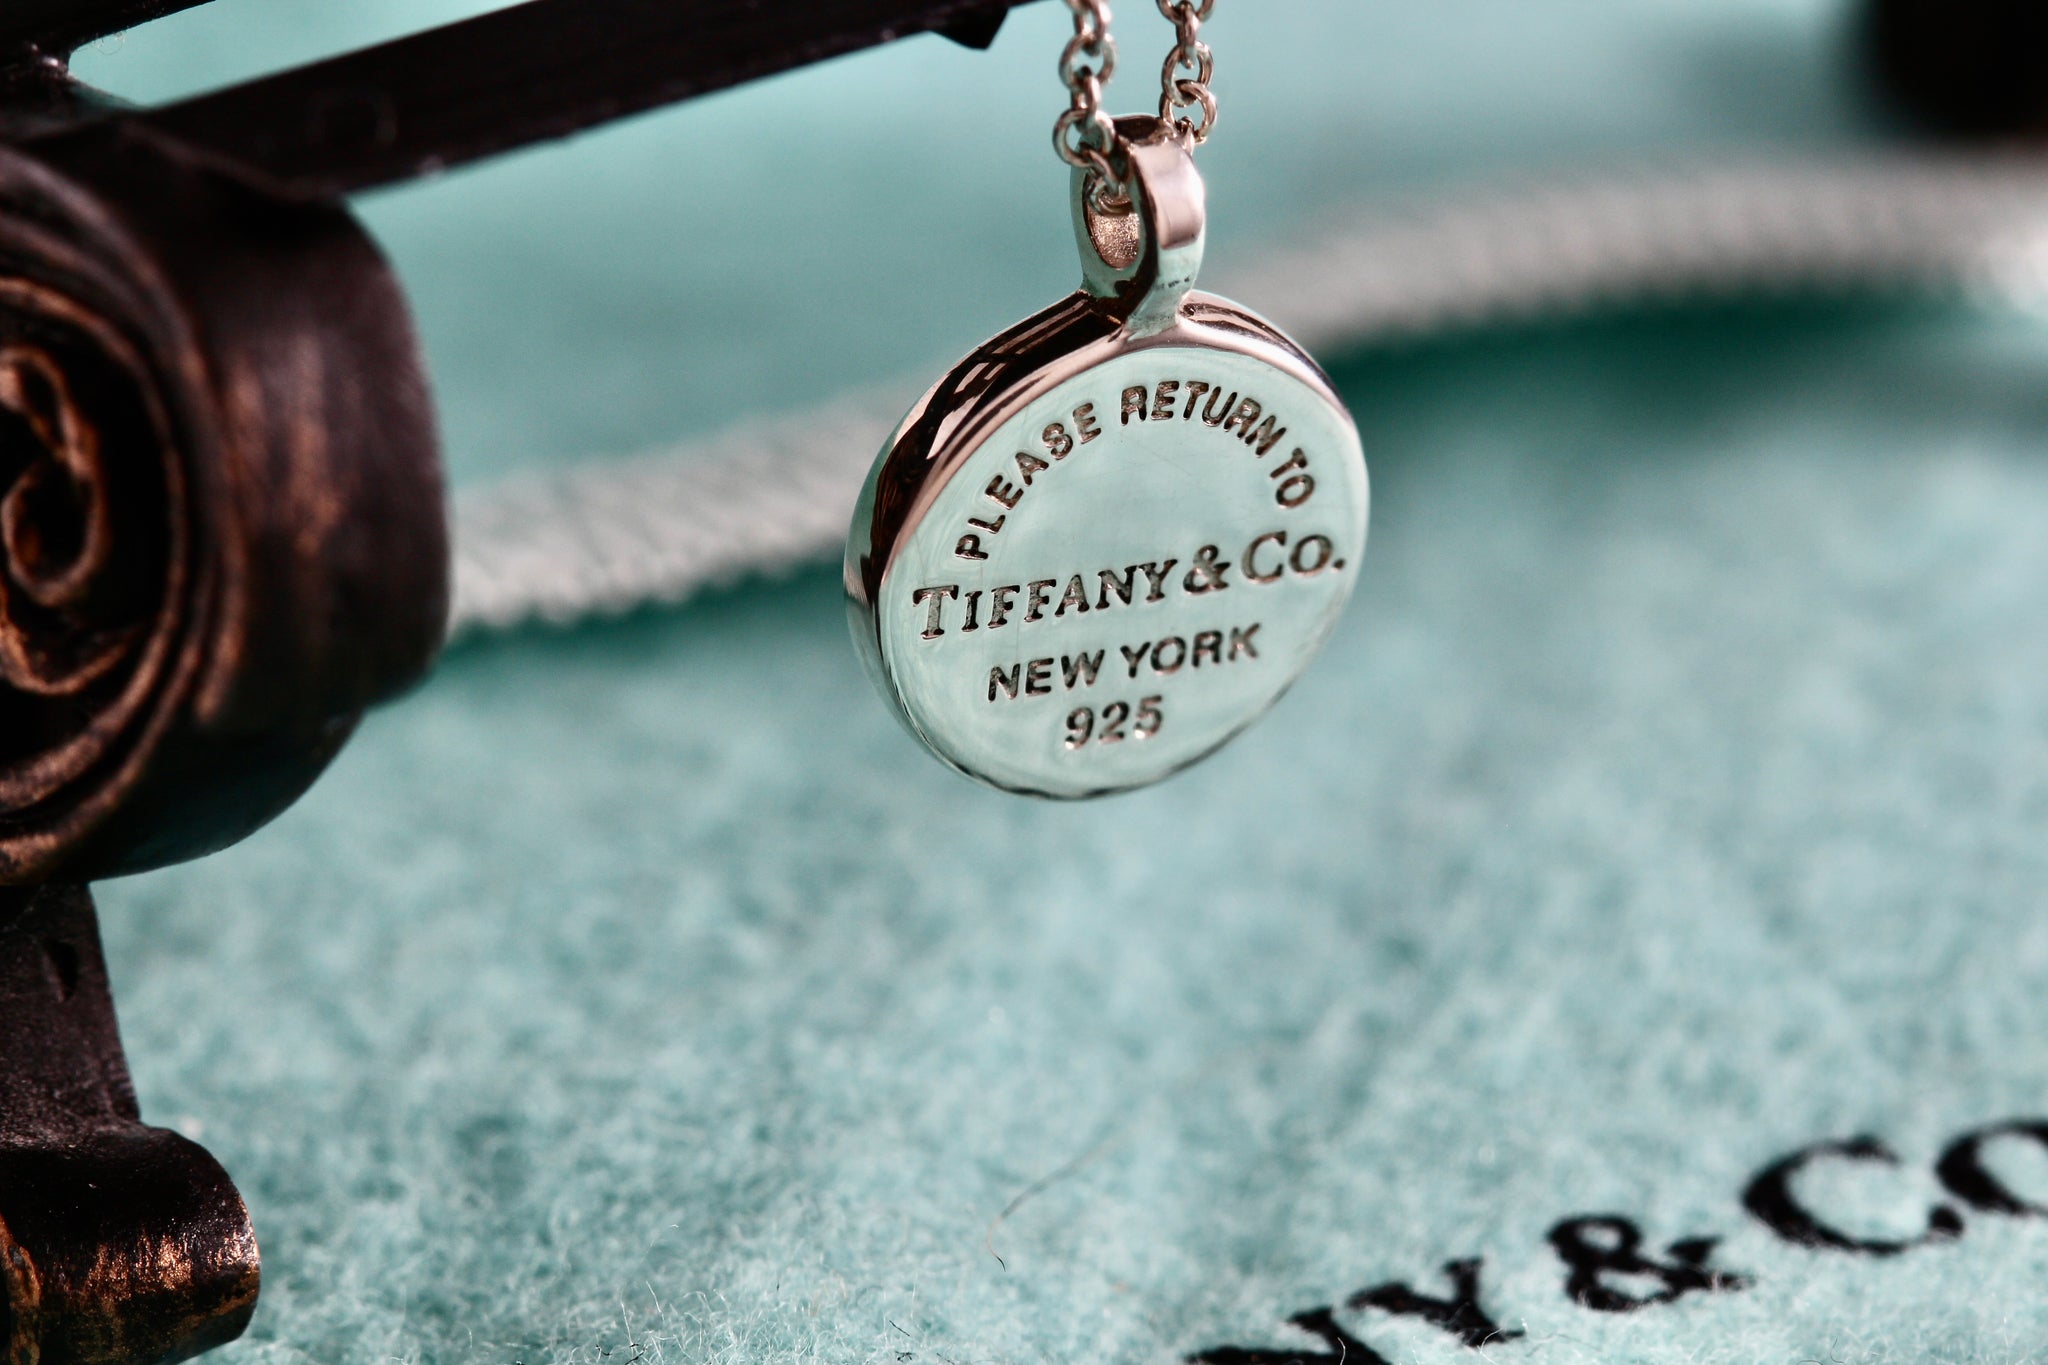 PLEASE RETURN TO
TIFFANY & CO.
NEW YORK
925
Y & CO